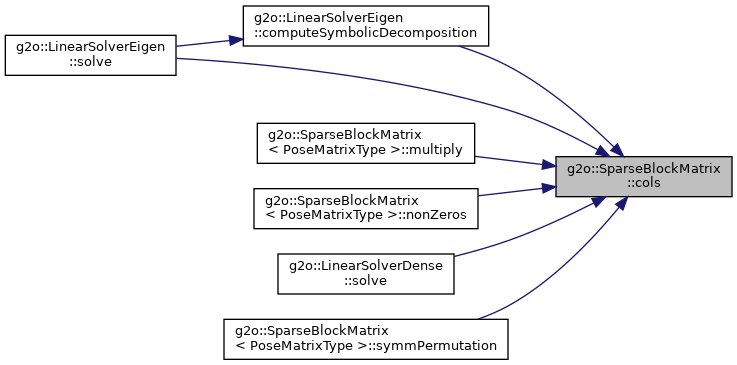 g2o::LinearSolverEigen
::computeSymbolicDecomposition
g2o::LinearSolverEigen
::solve
g2o::SparseBlockMatrix
< PoseMatrixType >::multiply
g2o::SparseBlockMatrix
::cols
g2o::SparseBlockMatrix
< PoseMatrixType >::nonZeros
g2o::LinearSolverDense
::solve
g2o::SparseBlockMatrix
< PoseMatrixType >::symmPermutation